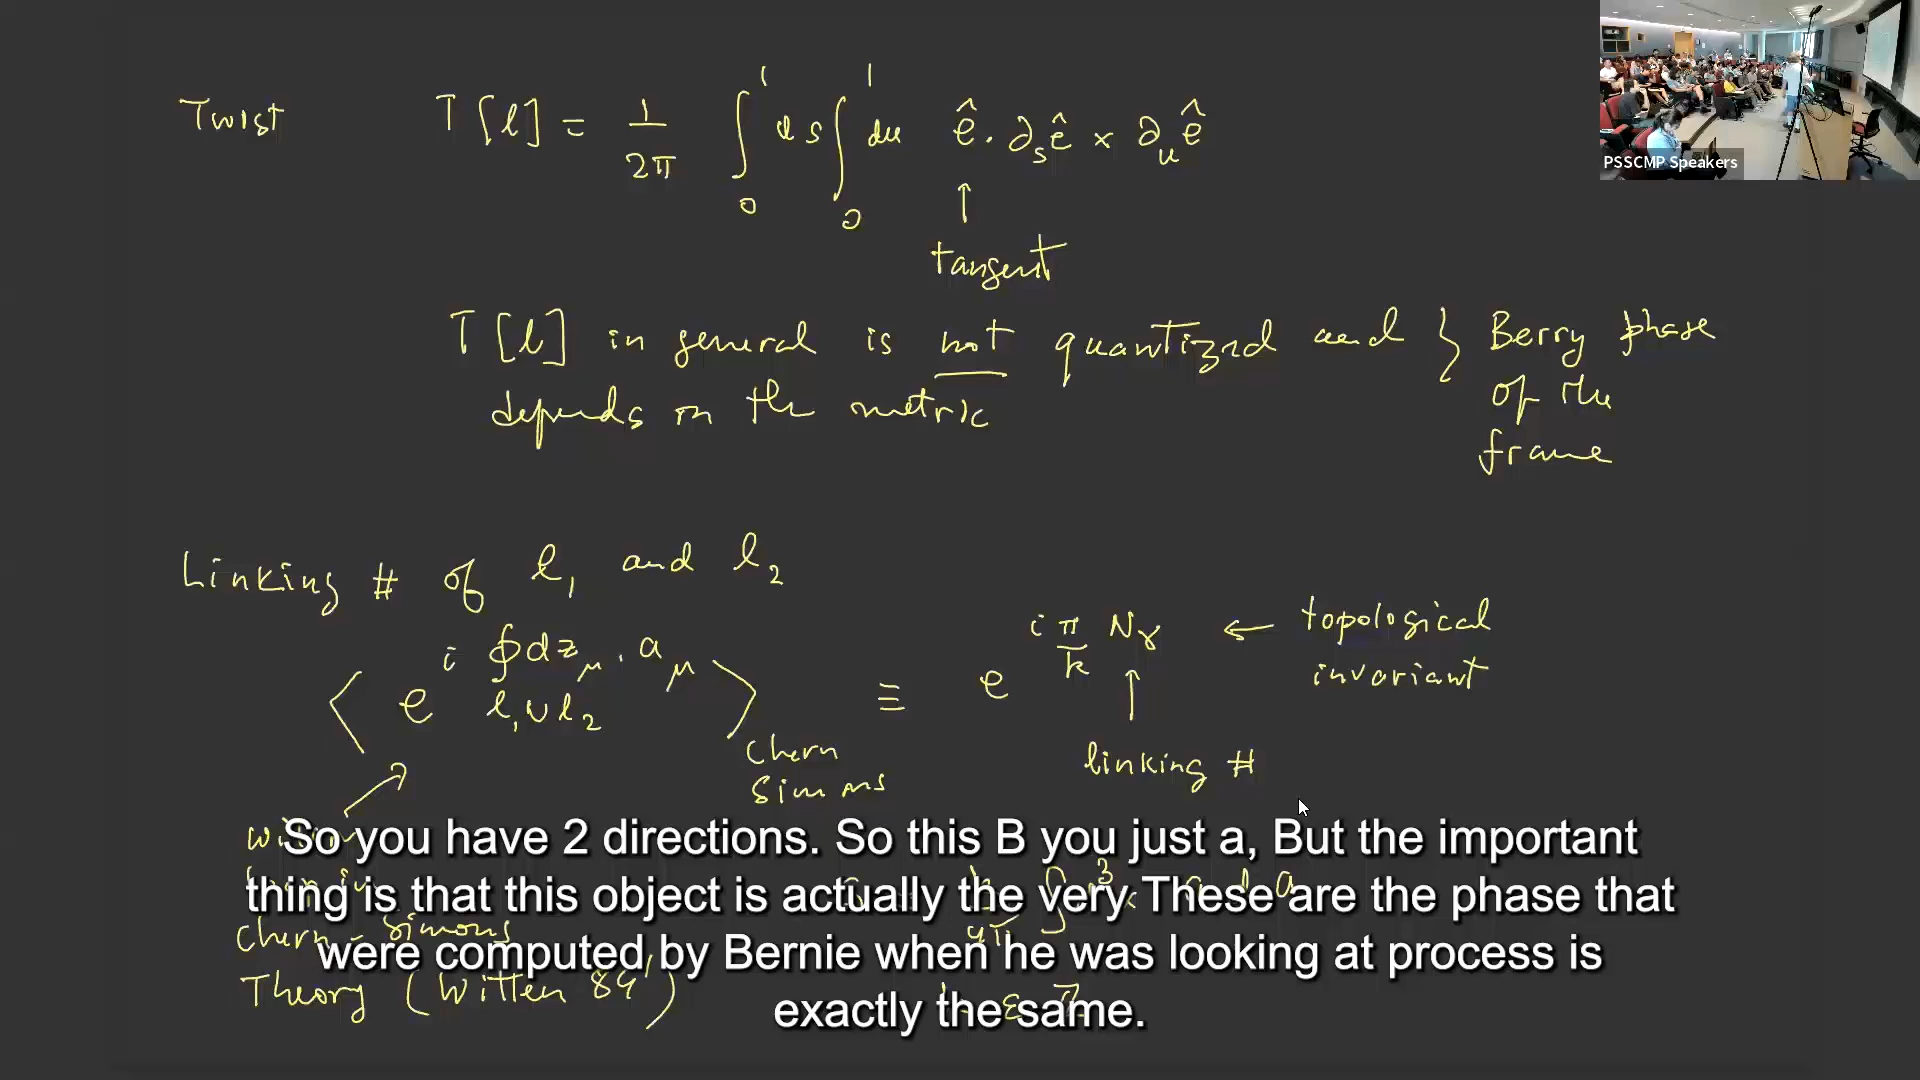 Twist T[l] = 1/2π ∫₀¹ ds ∫₀¹ du ê · ∂ₛê × ∂ᵤê
↑
tangent
PSSCMP Speakers
T[l] in general is not quantized and } Berry phase
depends on the metric
of the
frame
Linking # of l₁ and l₂
⟨ e^{i ∮_{l₁∪l₂} dz_μ · a_μ} ⟩ Chern Simons ≡ e^{i π/k N_γ} ← topological
invariant
↑
linking #
So you have 2 directions. So this B you just a, But the important
thing is that this object is actually the very These are the phase that
were computed by Bernie when he was looking at process is
exactly the same.
Chern-Simons
Theory (Witten 89')